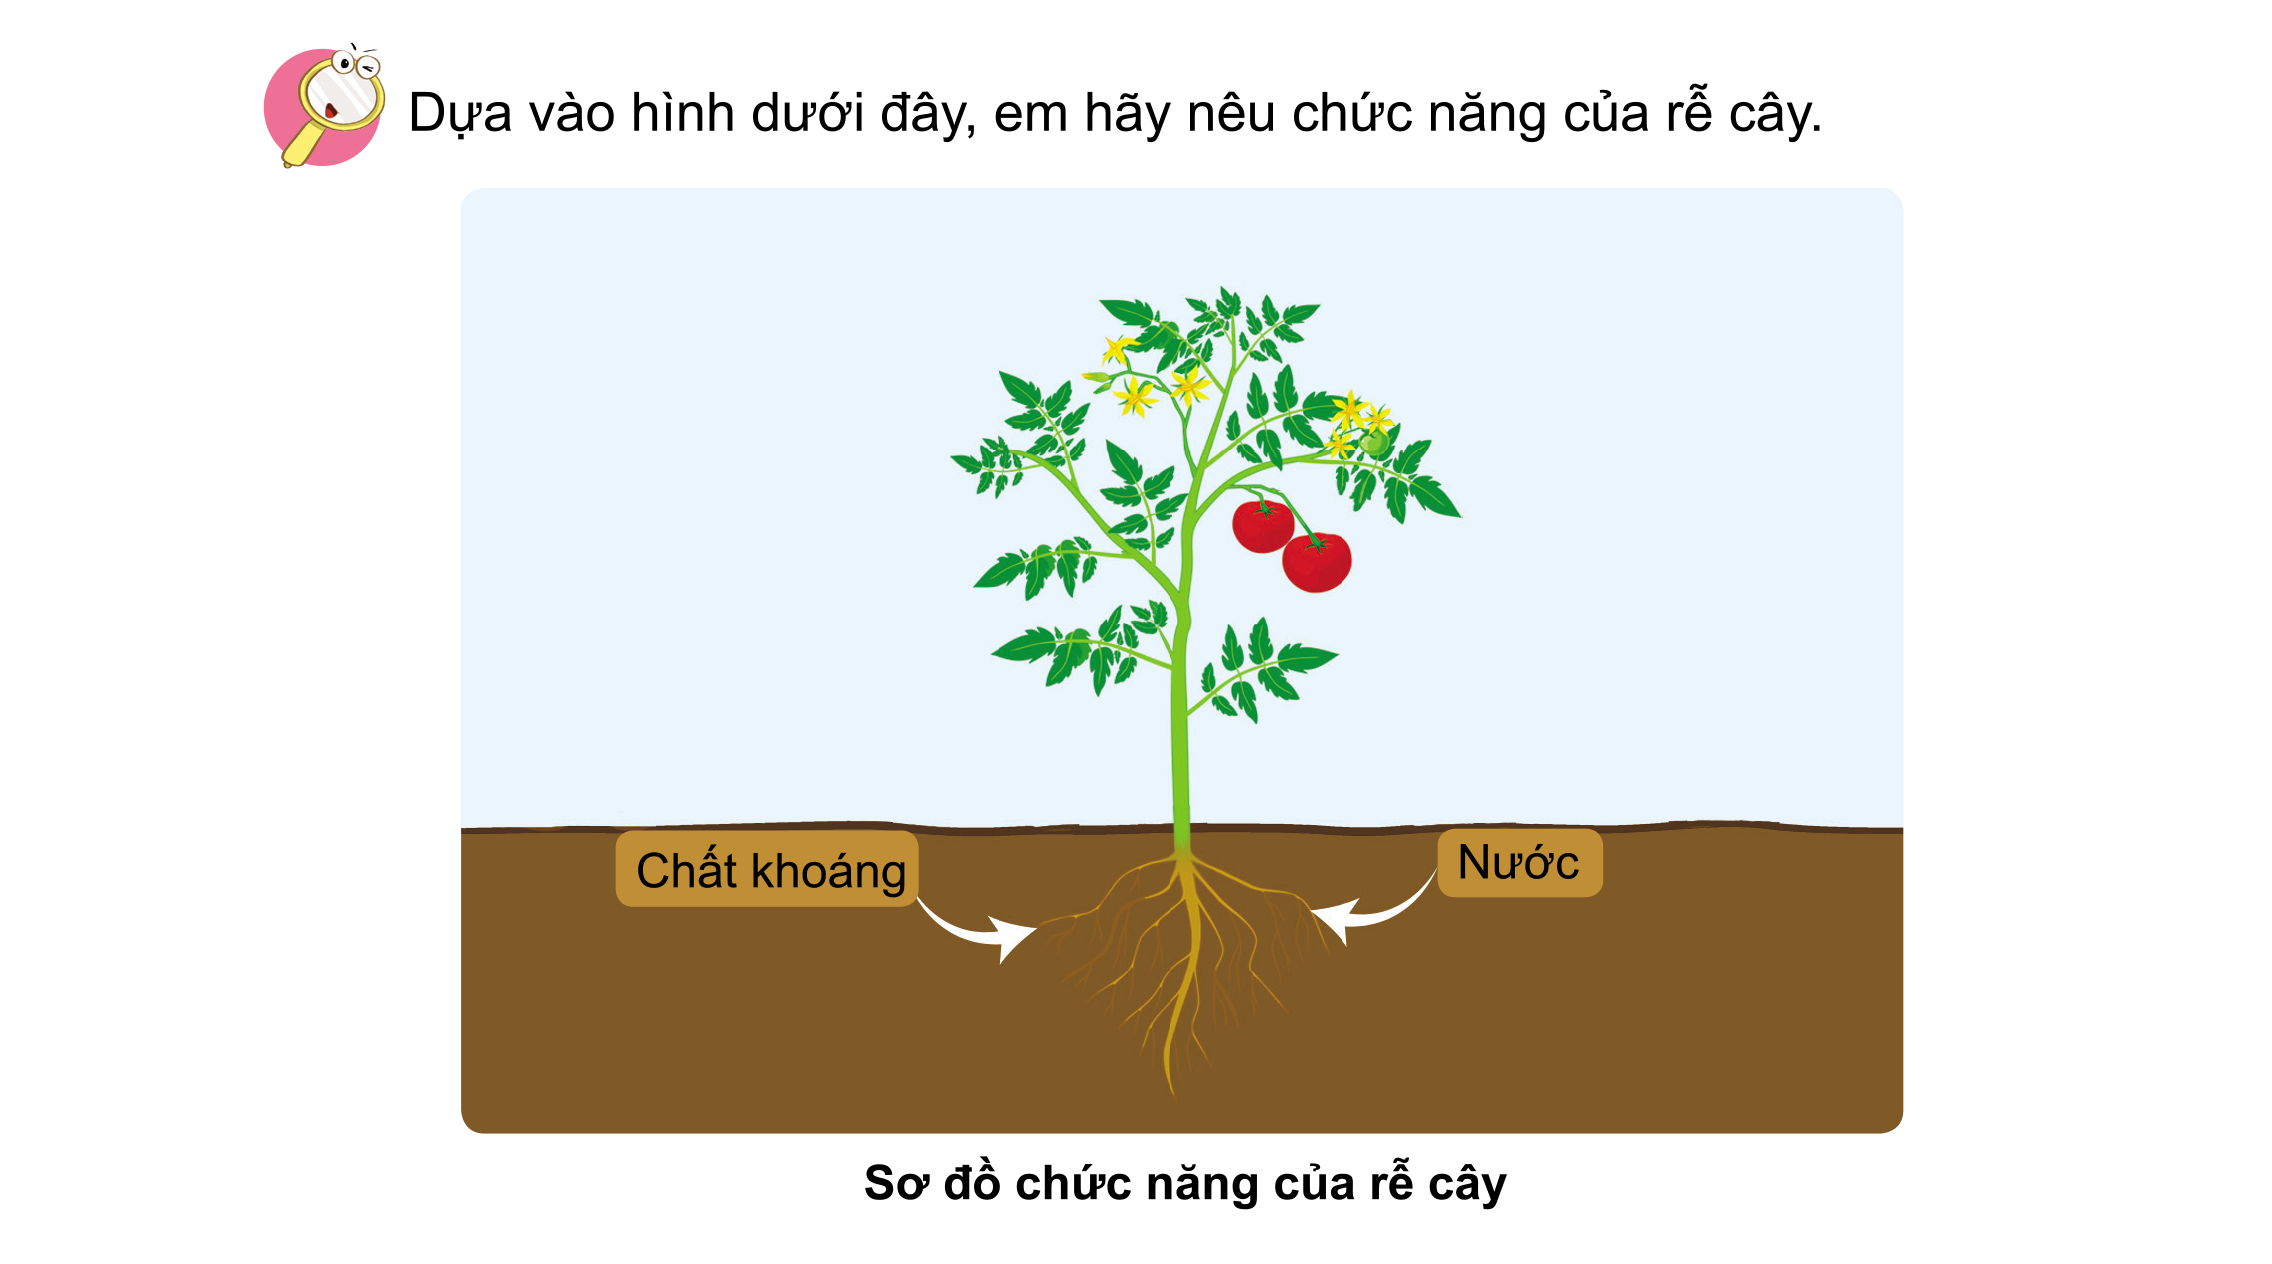 Dựa vào hình dưới đây, em hãy nêu chức năng của rễ cây.
Chất khoáng
Nước
Sơ đồ chức năng của rễ cây